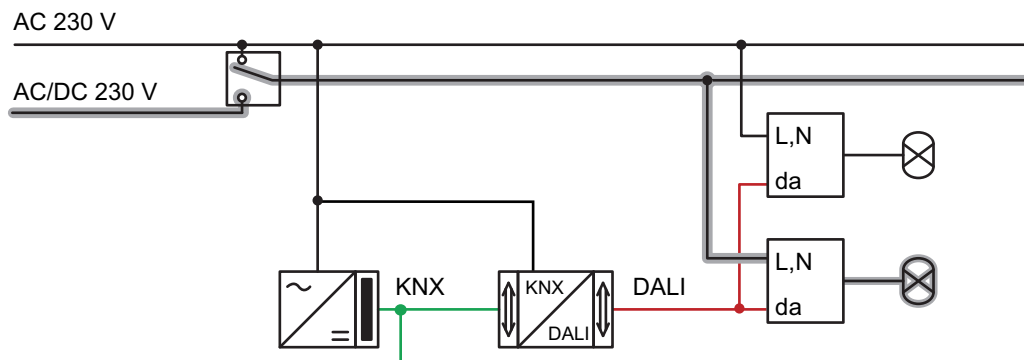 AC 230 V
AC/DC 230 V
L,N
da
L,N
da
KNX
KNX
DALI
DALI